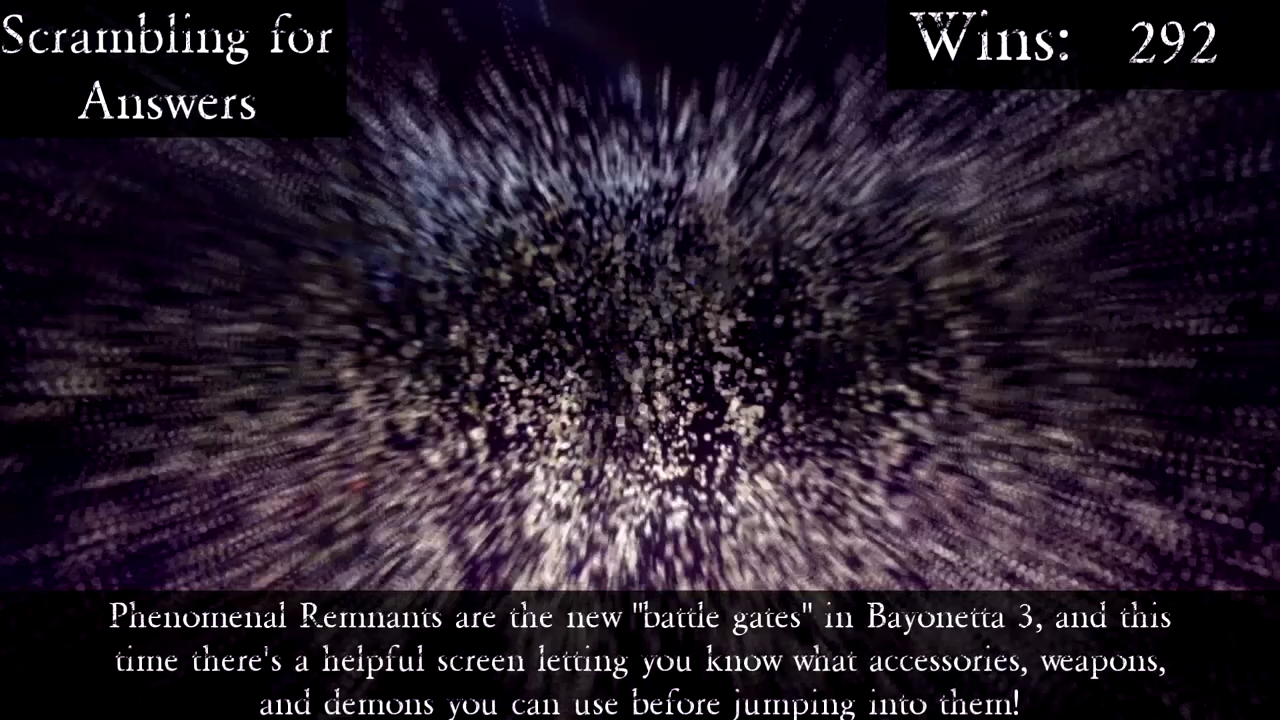 Scrambling for
Answers
Wins: 292
Phenomenal Remnants are the new "battle gates" in Bayonetta 3, and this
time there's a helpful screen letting you know what accessories, weapons,
and demons you can use before jumping into them!